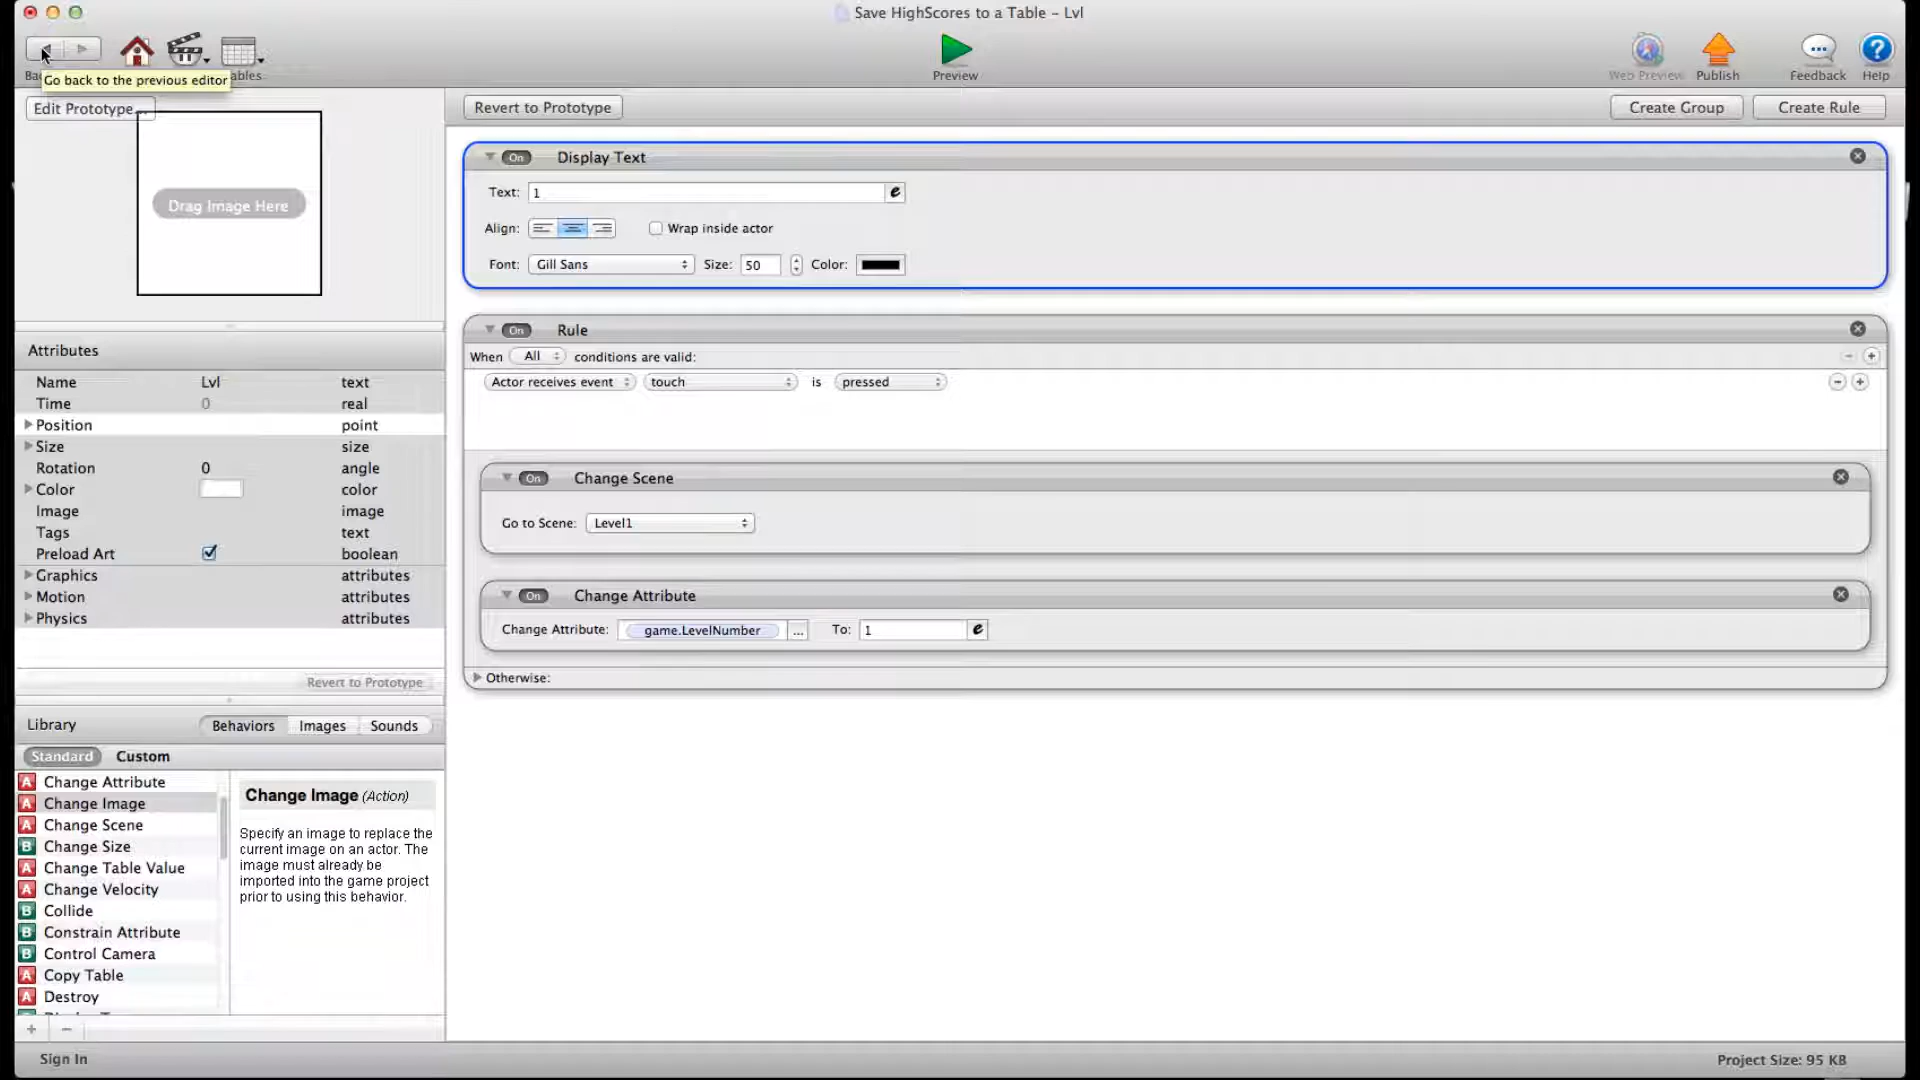 Save HighScores to a Table – Lvl
Preview
Web Preview
Publish
Feedback
Help
Go back to the previous editor
Edit Prototype...
Revert to Prototype
Create Group
Create Rule
Drag Image Here
On
Display Text
Text: 1
Align:
Wrap inside actor
Font: Gill Sans
Size: 50
Color:
On
Rule
When All conditions are valid:
Actor receives event touch is pressed
On
Change Scene
Go to Scene: Level1
On
Change Attribute
Change Attribute: game.LevelNumber ... To: 1
Otherwise:
Attributes
Name Lvl text
Time 0 real
Position point
Size size
Rotation 0 angle
Color color
Image image
Tags text
Preload Art boolean
Graphics attributes
Motion attributes
Physics attributes
Revert to Prototype
Library
Behaviors
Images
Sounds
Standard
Custom
A Change Attribute
A Change Image
A Change Scene
B Change Size
A Change Table Value
A Change Velocity
B Collide
B Constrain Attribute
B Control Camera
A Copy Table
A Destroy
Change Image (Action)
Specify an image to replace the
current image on an actor. The
image must already be
imported into the game project
prior to using this behavior.
Sign In
Project Size: 95 KB